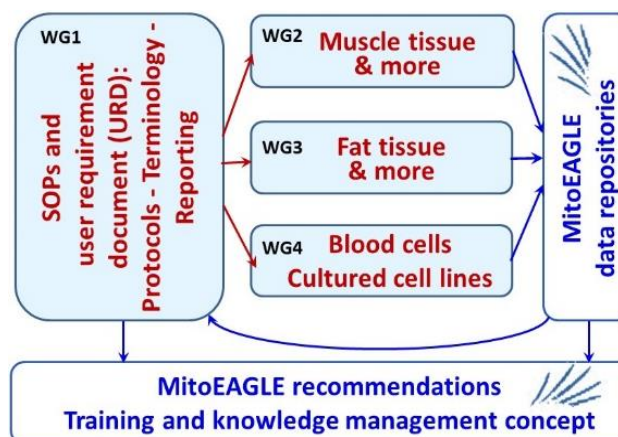 WG1
SOPs and
user requirement
document (URD):
Protocols - Terminology -
Reporting
WG2
Muscle tissue
& more
WG3
Fat tissue
& more
WG4
Blood cells
Cultured cell lines
MitoEAGLE
data repositories
MitoEAGLE recommendations
Training and knowledge management concept